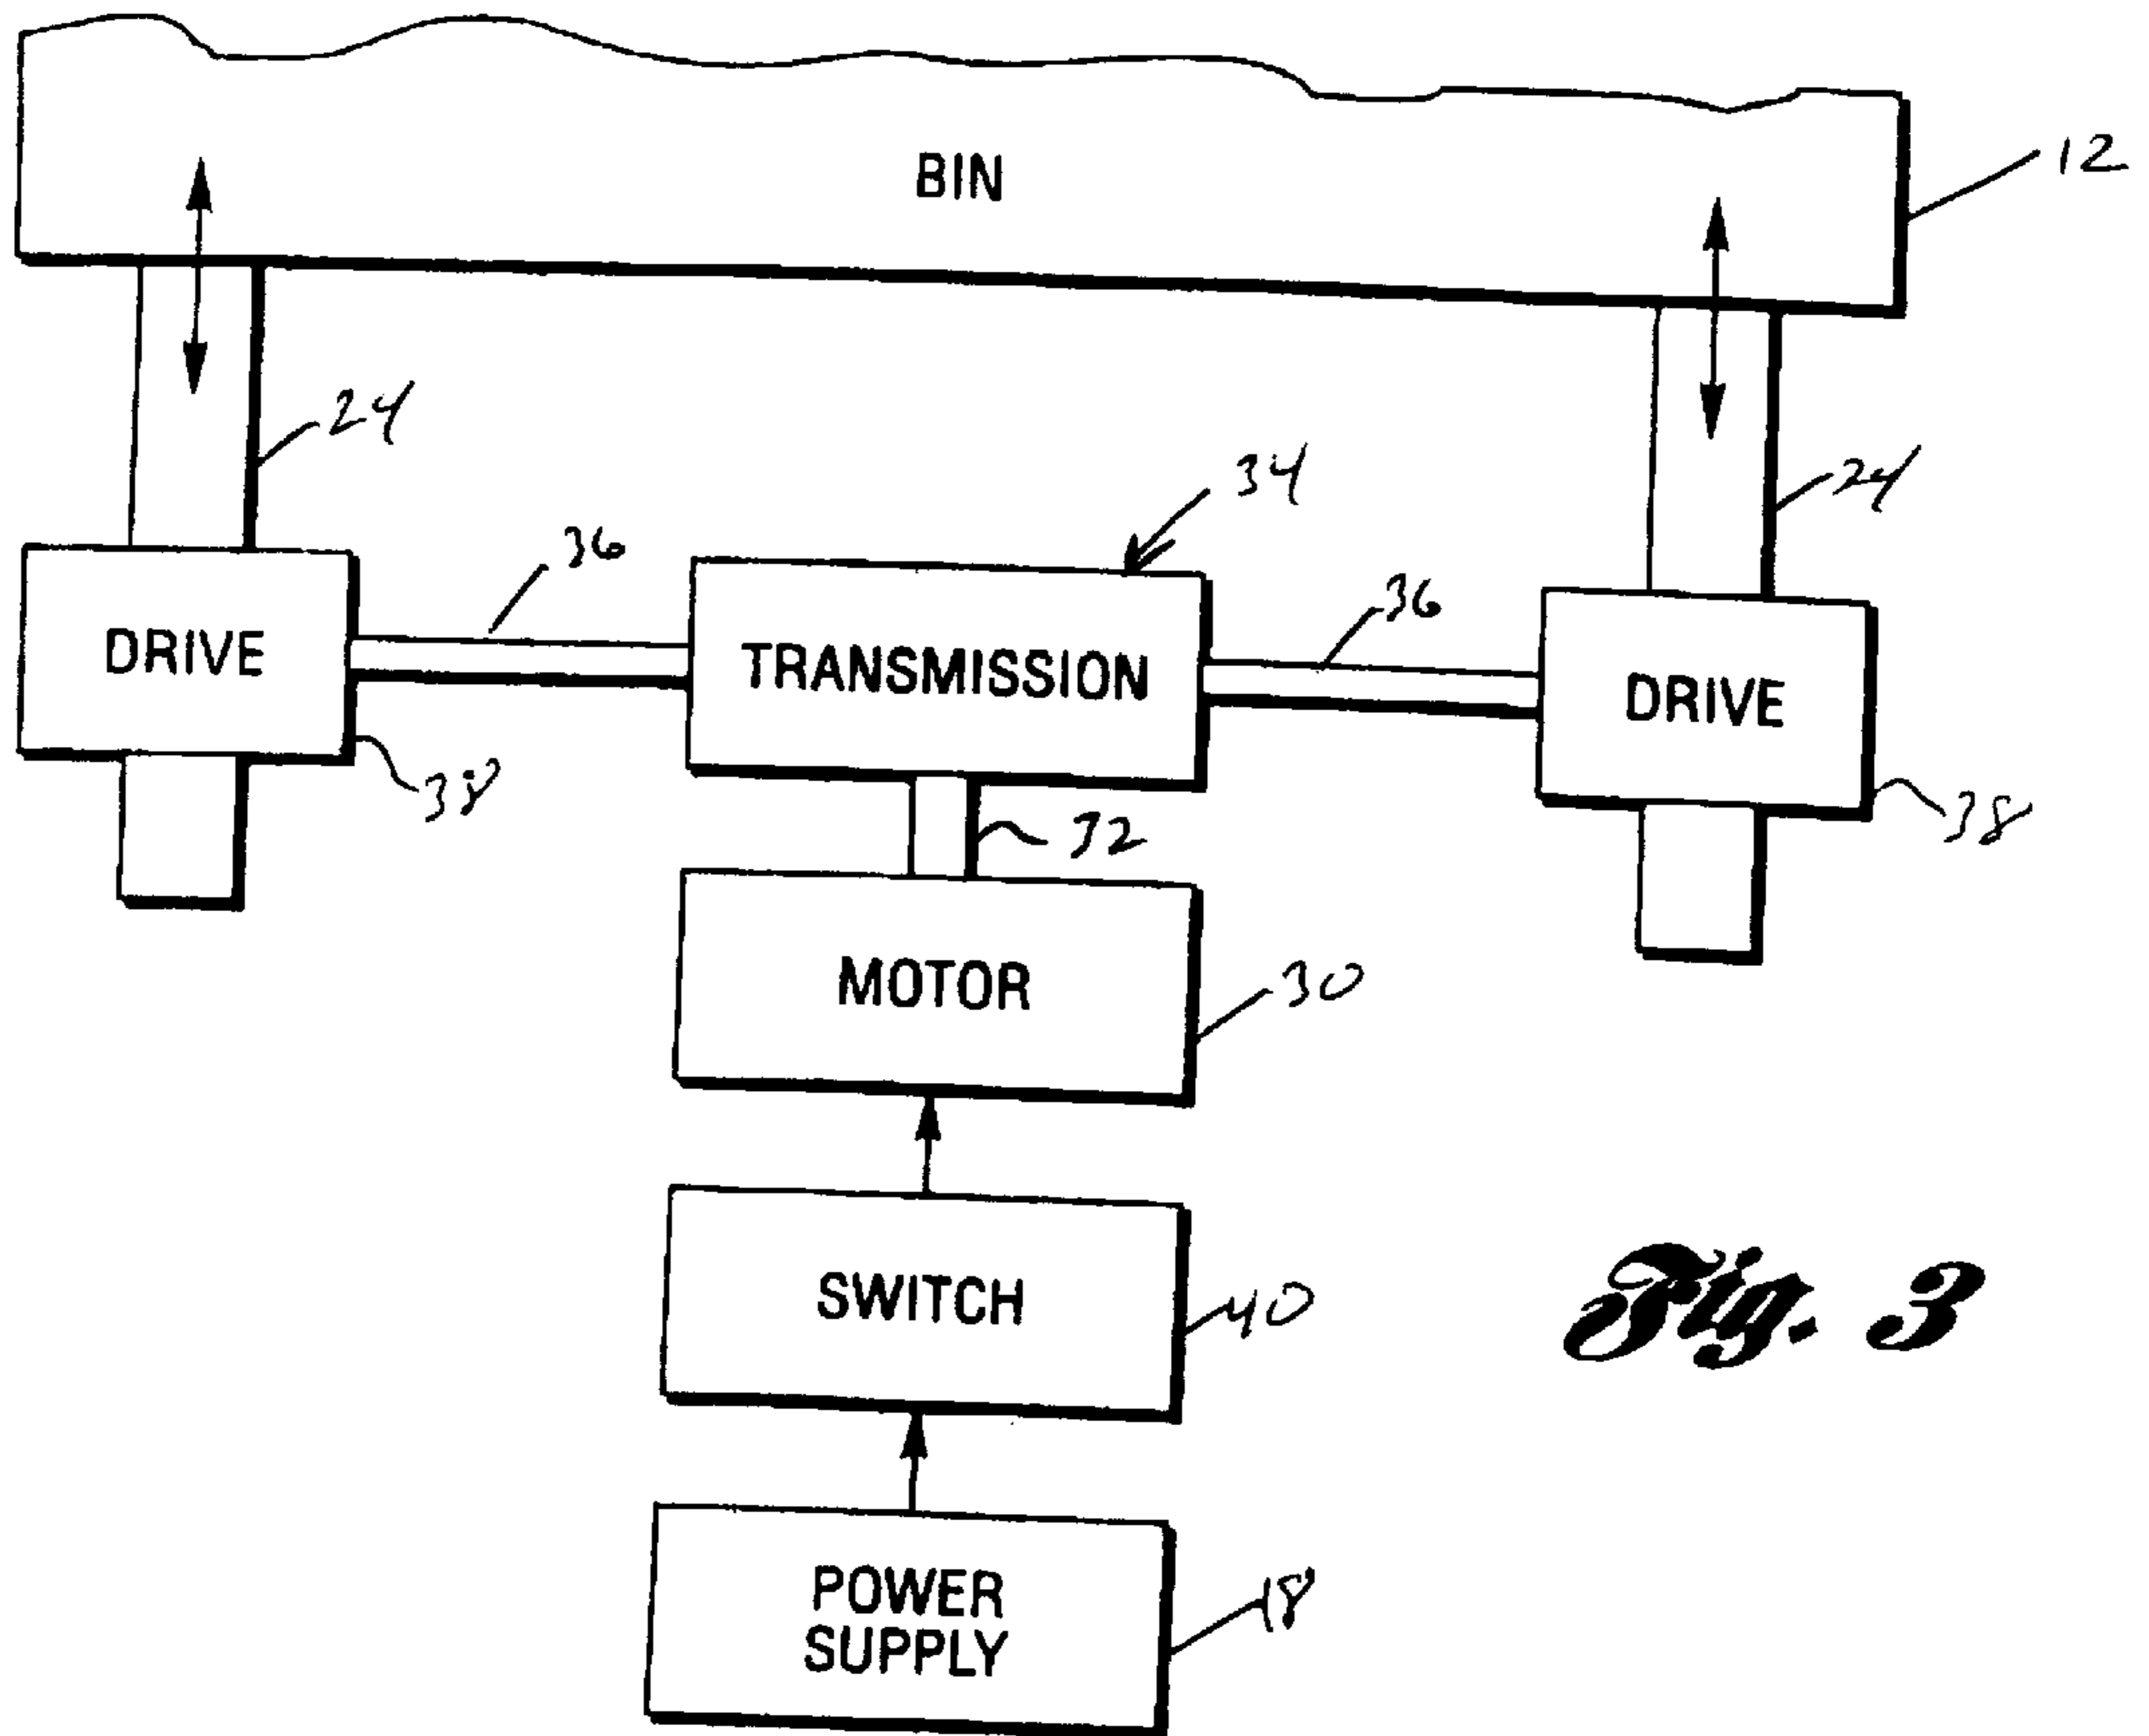 BIN
12
24
24
34
36
36
DRIVE
TRANSMISSION
DRIVE
38
38
32
MOTOR
30
SWITCH
40
Fig. 3
POWER
SUPPLY
18